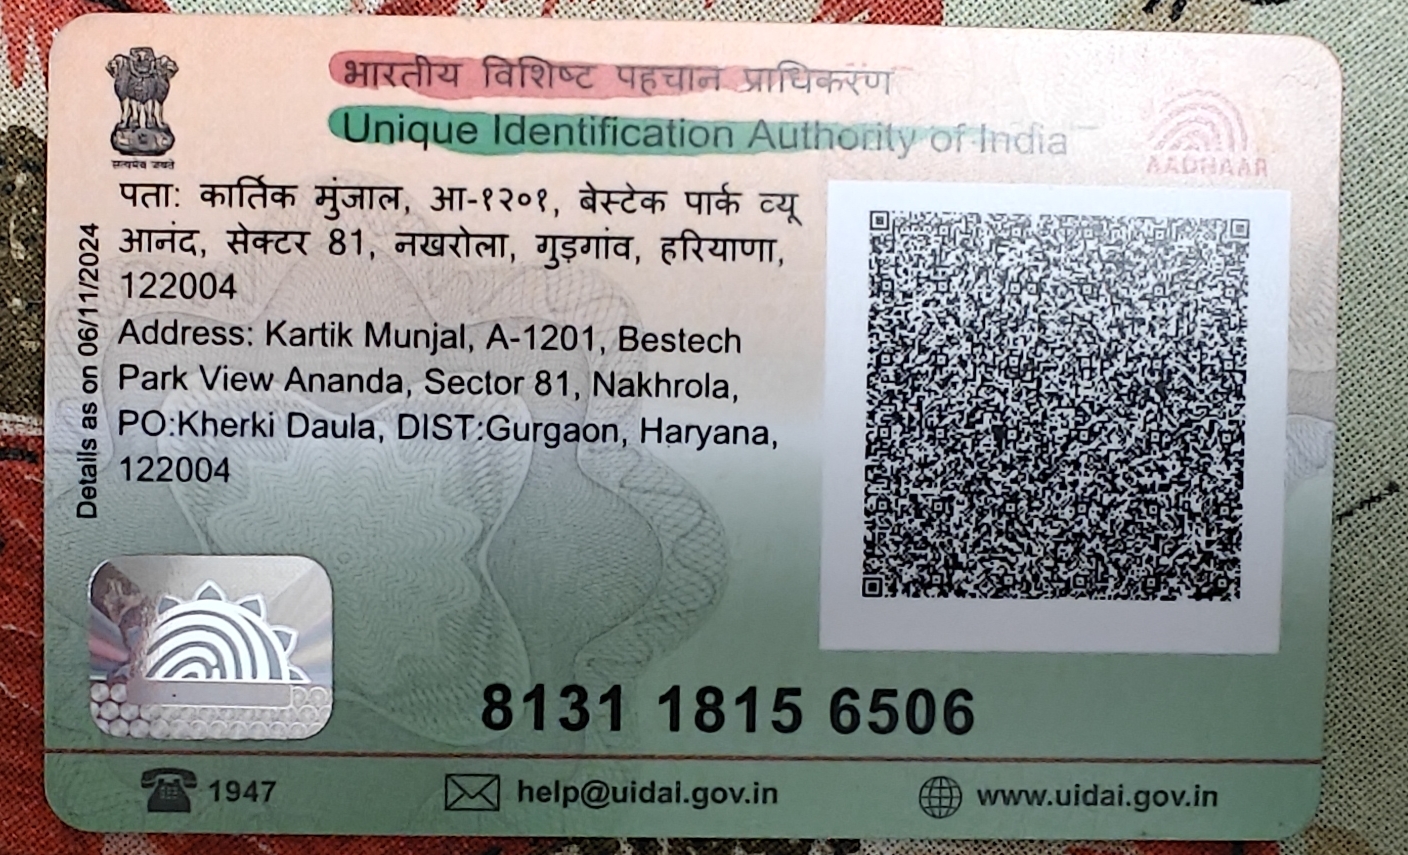 भारतीय विशिष्ट पहचान प्राधिकरण
Unique Identification Authority of India
AADHAAR
सत्यमेव जयते
पता: कार्तिक मुंजाल, आ-१२०१, बेस्टेक पार्क व्यू
आनंद, सेक्टर 81, नखरोला, गुड़गांव, हरियाणा,
122004
Address: Kartik Munjal, A-1201, Bestech
Park View Ananda, Sector 81, Nakhrola,
PO:Kherki Daula, DIST:Gurgaon, Haryana,
122004
Details as on 06/11/2024
8131 1815 6506
1947
help@uidai.gov.in
www.uidai.gov.in